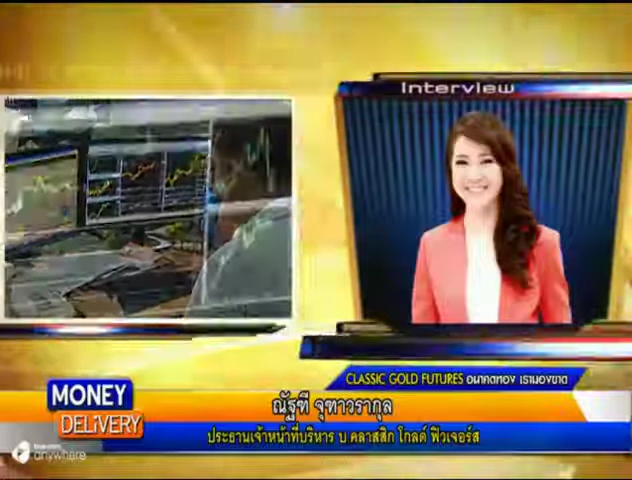 Interview
CLASSIC GOLD FUTURES อนาคตทอง เรามองขาด
MONEY
DELiVERY
ณัฐฑี จุฑาวรากุล
ประธานเจ้าหน้าที่บริหาร บ.คลาสสิก โกลด์ ฟิวเจอร์ส
anywhere